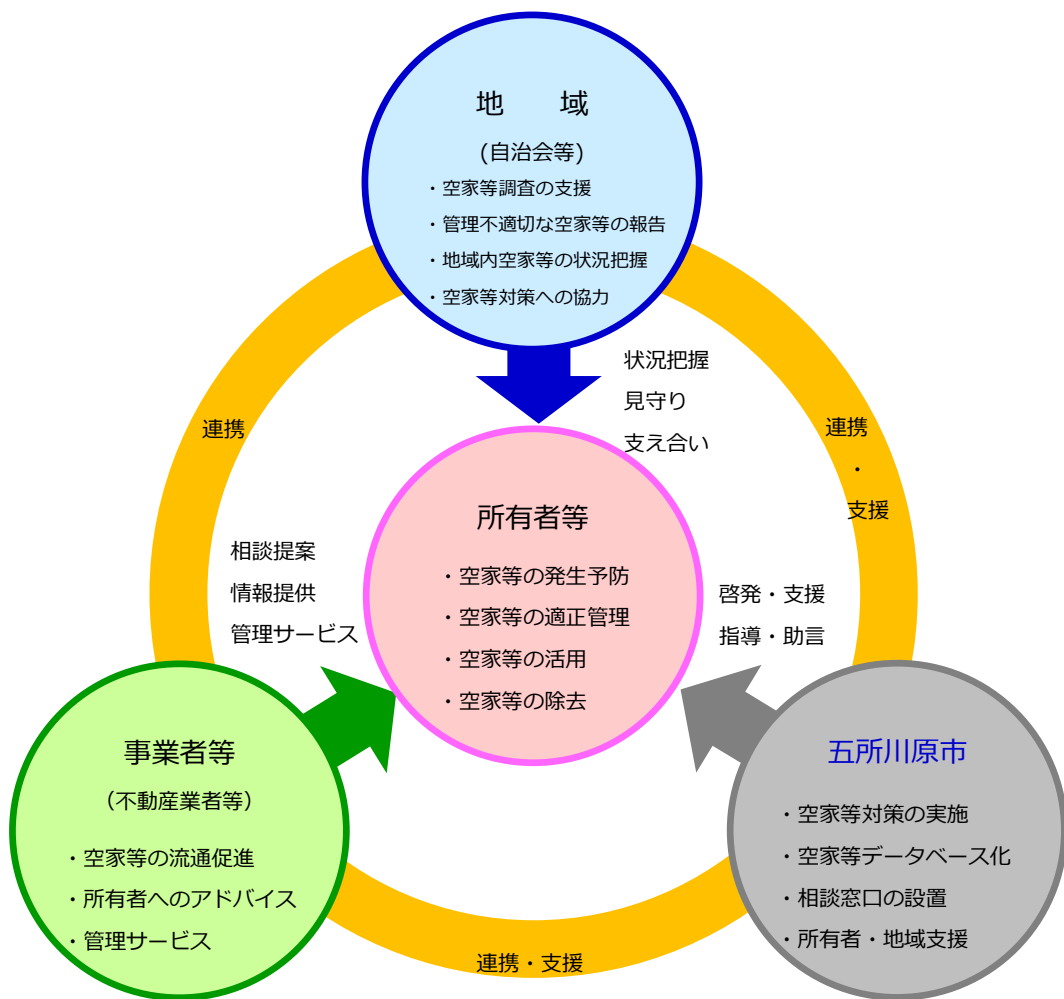 地　　域
(自治会等)
・空家等調査の支援
・管理不適切な空家等の報告
・地域内空家等の状況把握
・空家等対策への協力
状況把握
見守り
支え合い
連携
連携
・
支援
所有者等
・空家等の発生予防
・空家等の適正管理
・空家等の活用
・空家等の除去
相談提案
情報提供
管理サービス
啓発・支援
指導・助言
事業者等
（不動産業者等）
・空家等の流通促進
・所有者へのアドバイス
・管理サービス
五所川原市
・空家等対策の実施
・空家等データベース化
・相談窓口の設置
・所有者・地域支援
連携・支援